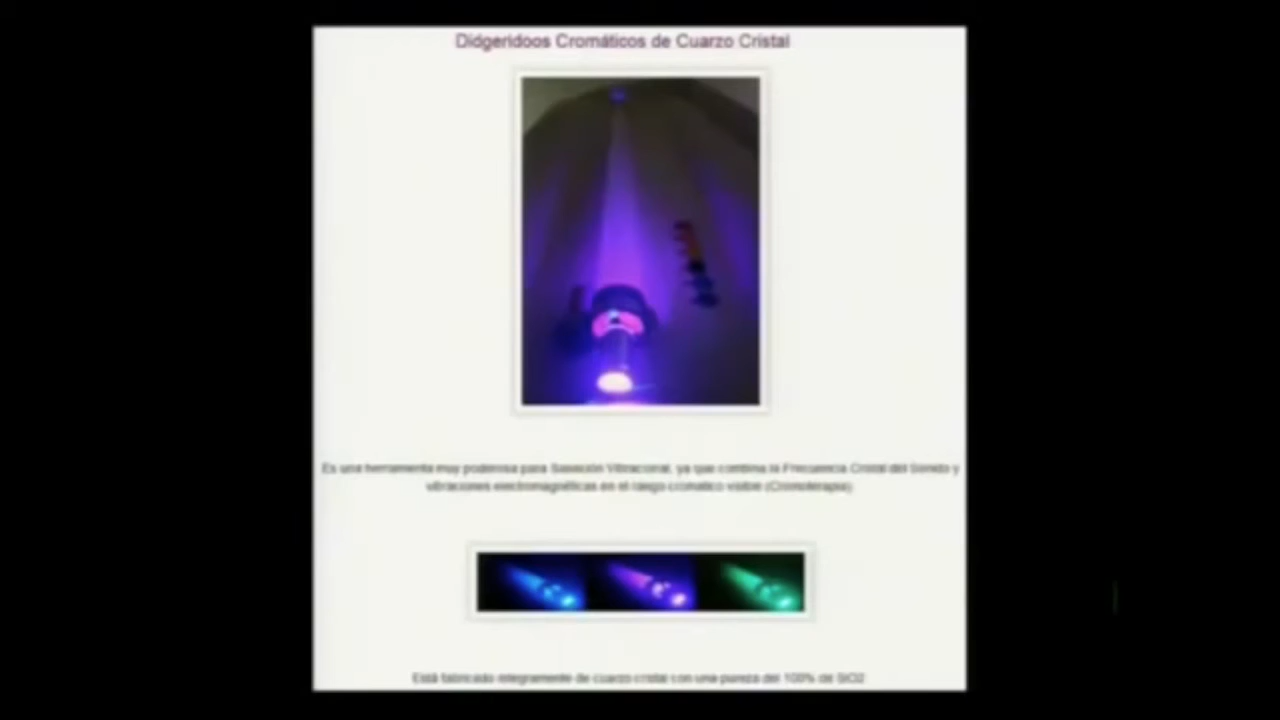 Didgeridoos Cromáticos de Cuarzo Cristal
Es una herramienta muy poderosa para Sanación Vibracional, ya que combina la Frecuencia Cristal del Sonido y
vibraciones electromagnéticas en el rango cromático visible (Cromoterapia)
Está fabricado integramente de cuarzo cristal con una pureza del 100% de SiO2